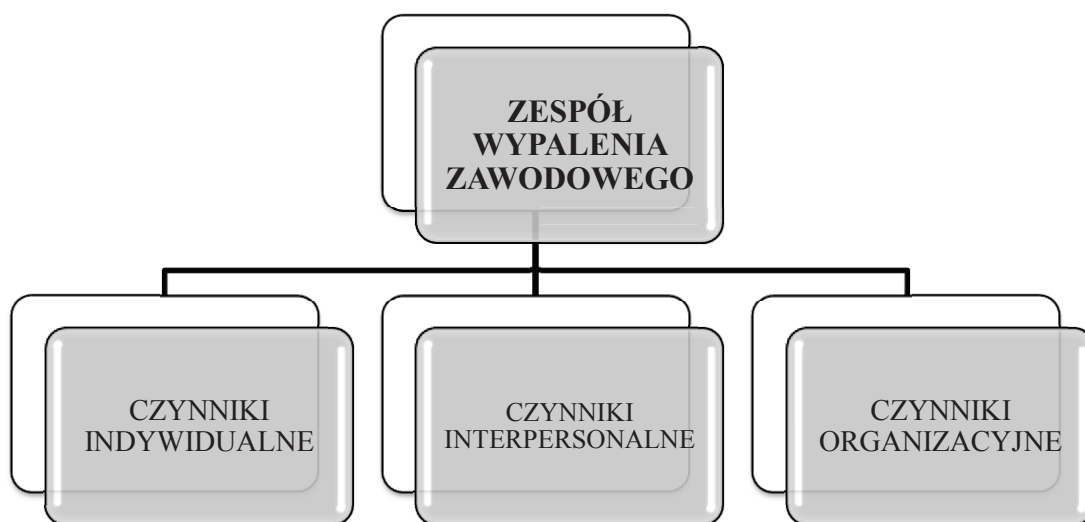 ZESPÓŁ
WYPALENIA
ZAWODOWEGO
CZYNNIKI
INDYWIDUALNE
CZYNNIKI
INTERPERSONALNE
CZYNNIKI
ORGANIZACYJNE